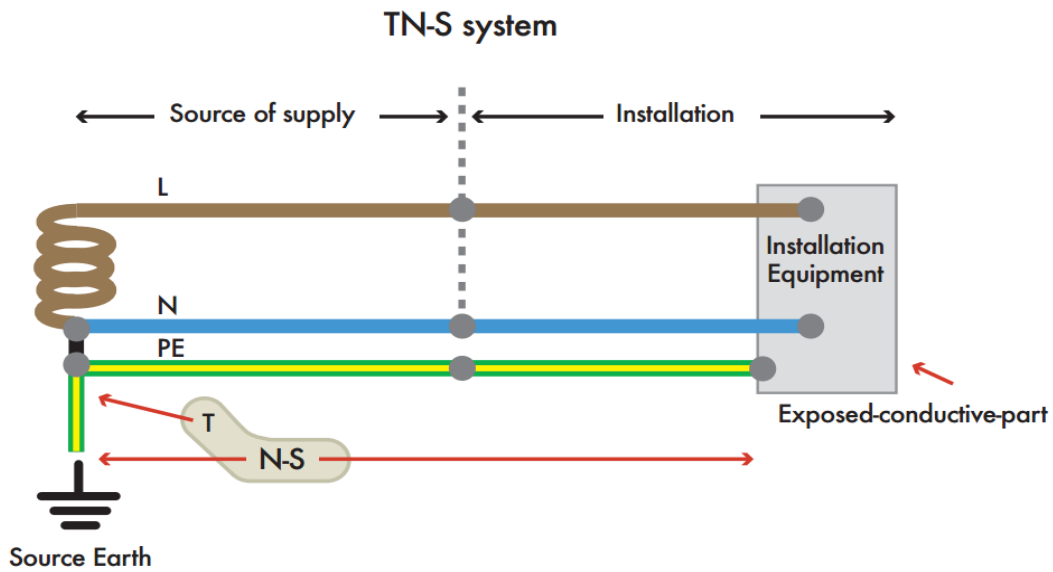 TN-S system
Source of supply
Installation
L
Installation
Equipment
N
PE
Exposed-conductive-part
T
N-S
Source Earth